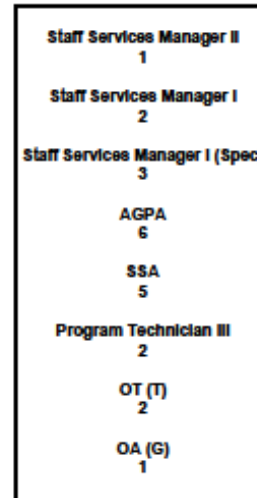 Staff Services Manager II
1
Staff Services Manager I
2
Staff Services Manager I (Spec
3
AGPA
6
SSA
5
Program Technician III
2
OT (T)
2
OA (G)
1